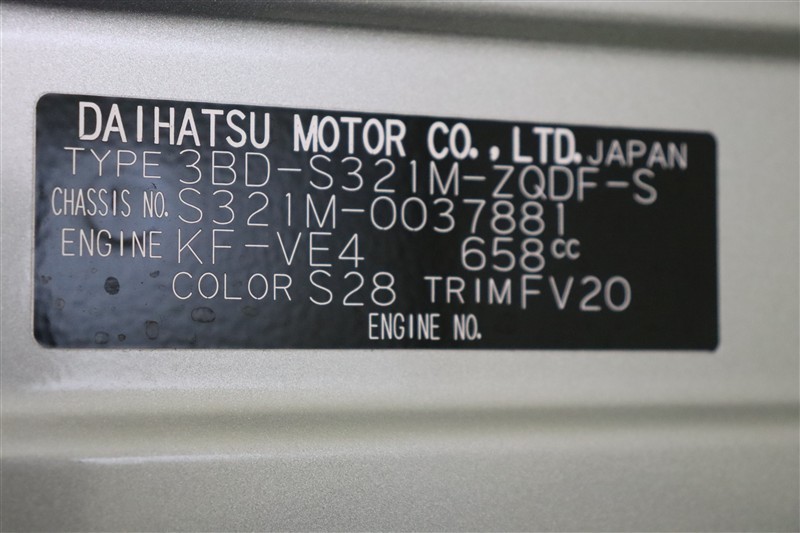 DAIHATSU MOTOR CO., LTD. JAPAN
TYPE 3BD-S321M-ZQDF-S
CHASSIS NO. S321M-0037881
ENGINE KF-VE4 658cc
COLOR S28 TRIM FV20
ENGINE NO.